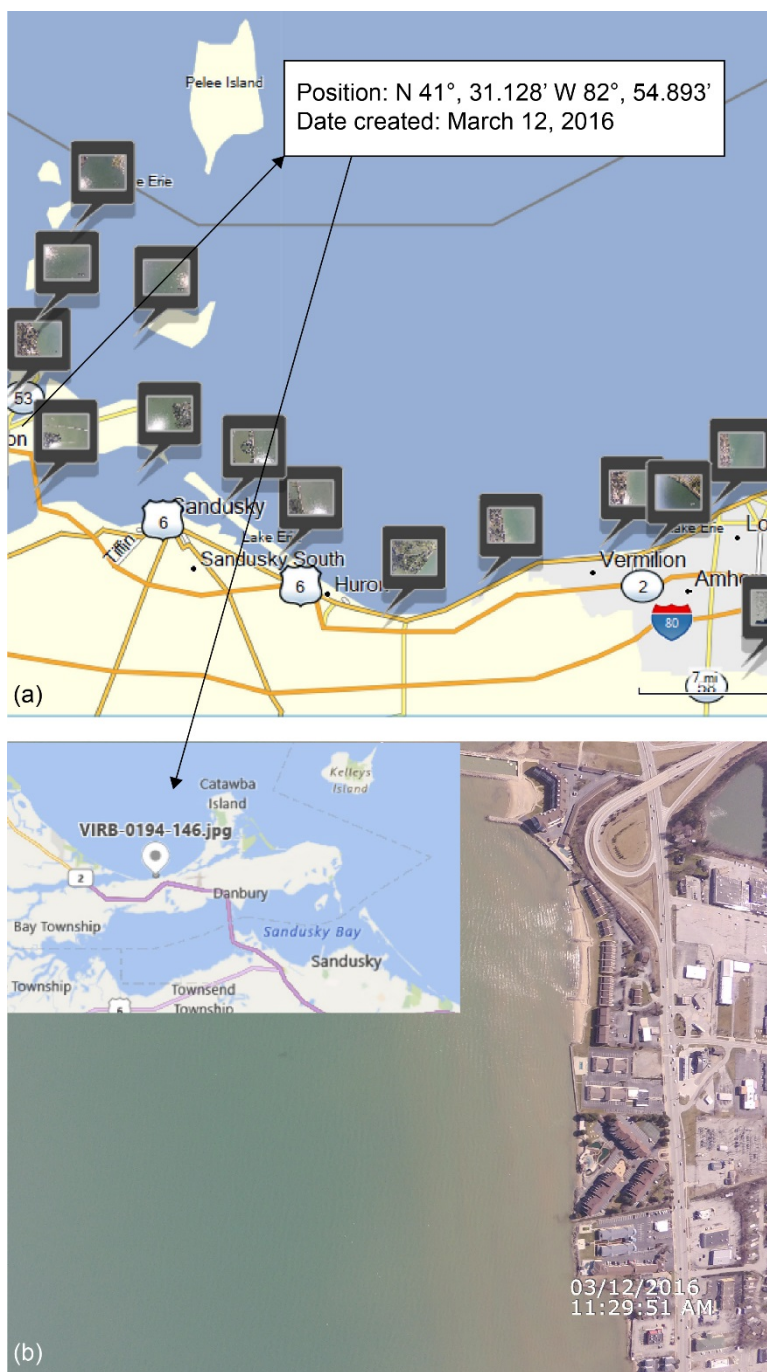 Pelee Island
Position: N 41°, 31.128’ W 82°, 54.893’
Date created: March 12, 2016
e Erie
53
on
6
Sandusky
Tiffin
Lake Erie
Sandusky South
6
Huron
Lake Erie
Lo
Vermilion
2
Amhe
80
7 mi
58
(a)
Catawba
Island
Kelleys
Island
VIRB-0194-146.jpg
2
Danbury
Bay Township
Sandusky Bay
Sandusky
Township
Townsend
Township
6
03/12/2016
11:29:51 AM
(b)